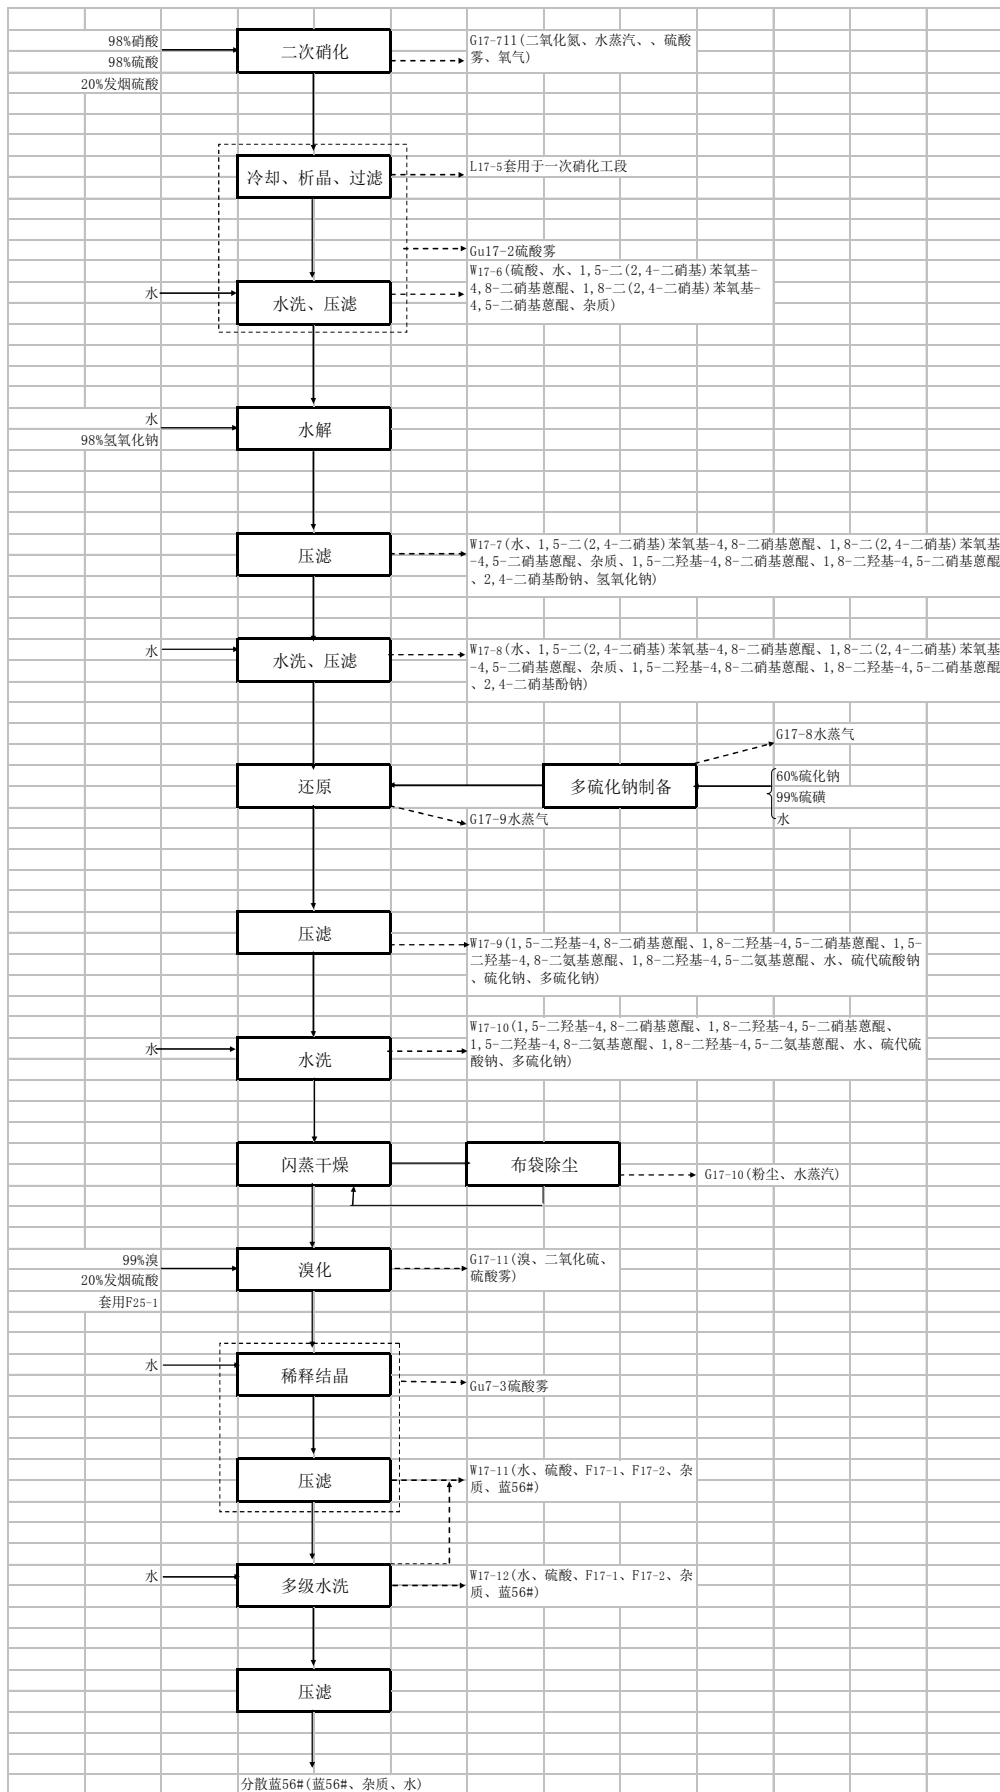 98%硝酸
98%硫酸
20%发烟硫酸
二次硝化
G17-711(二氧化氮、水蒸汽、、硫酸
雾、氧气)
冷却、析晶、过滤
L17-5套用于一次硝化工段
Gu17-2硫酸雾
水
水洗、压滤
W17-6(硫酸、水、1,5-二(2,4-二硝基)苯氧基-
4,8-二硝基蒽醌、1,8-二(2,4-二硝基)苯氧基-
4,5-二硝基蒽醌、杂质)
水
98%氢氧化钠
水解
压滤
W17-7(水、1,5-二(2,4-二硝基)苯氧基-4,8-二硝基蒽醌、1,8-二(2,4-二硝基)苯氧基
-4,5-二硝基蒽醌、杂质、1,5-二羟基-4,8-二硝基蒽醌、1,8-二羟基-4,5-二硝基蒽醌
、2,4-二硝基酚钠、氢氧化钠)
水
水洗、压滤
W17-8(水、1,5-二(2,4-二硝基)苯氧基-4,8-二硝基蒽醌、1,8-二(2,4-二硝基)苯氧基
-4,5-二硝基蒽醌、杂质、1,5-二羟基-4,8-二硝基蒽醌、1,8-二羟基-4,5-二硝基蒽醌
、2,4-二硝基酚钠)
G17-8水蒸气
还原
多硫化钠制备
60%硫化钠
99%硫磺
水
G17-9水蒸气
压滤
W17-9(1,5-二羟基-4,8-二硝基蒽醌、1,8-二羟基-4,5-二硝基蒽醌、1,5-
二羟基-4,8-二氨基蒽醌、1,8-二羟基-4,5-二氨基蒽醌、水、硫代硫酸钠
、硫化钠、多硫化钠)
水
水洗
W17-10(1,5-二羟基-4,8-二硝基蒽醌、1,8-二羟基-4,5-二硝基蒽醌、
1,5-二羟基-4,8-二氨基蒽醌、1,8-二羟基-4,5-二氨基蒽醌、水、硫代硫
酸钠、多硫化钠)
闪蒸干燥
布袋除尘
G17-10(粉尘、水蒸汽)
99%溴
20%发烟硫酸
套用F25-1
溴化
G17-11(溴、二氧化硫、
硫酸雾)
水
稀释结晶
Gu7-3硫酸雾
压滤
W17-11(水、硫酸、F17-1、F17-2、杂
质、蓝56#)
水
多级水洗
W17-12(水、硫酸、F17-1、F17-2、杂
质、蓝56#)
压滤
分散蓝56#(蓝56#、杂质、水)